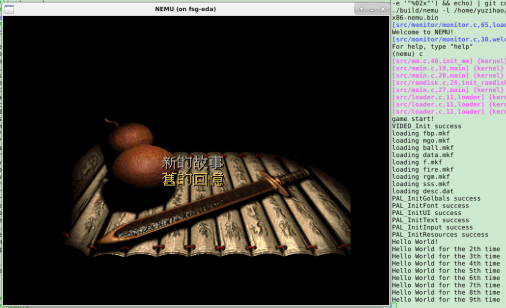 NEMU (on fsg-eda)
新的故事
舊的回憶
-e '"%02x"') && echo) | git co
./build/nemu -l /home/yuzihao/
x86-nemu.bin
[src/monitor/monitor.c,65,load
Welcome to NEMU!
[src/monitor/monitor.c,30,welc
For help, type "help"
(nemu) c
[src/mm.c,40,init_mm] {kernel}
[src/main.c,19,main] {kernel}
[src/main.c,20,main] {kernel}
[src/ramdisk.c,26,init_ramdisk
[src/main.c,27,main] {kernel}
[src/loader.c,11,loader] {kern
[src/loader.c,11,loader] {kern
[src/loader.c,11,loader] {kern
game start!
VIDEO_Init success
loading fbp.mkf
loading mgo.mkf
loading ball.mkf
loading data.mkf
loading f.mkf
loading fire.mkf
loading rgm.mkf
loading sss.mkf
loading desc.dat
PAL_InitGolbals success
PAL_InitFont success
PAL_InitUI success
PAL_InitText success
PAL_InitInput success
PAL_InitResources success
Hello World!
Hello World for the 2th time
Hello World for the 3th time
Hello World for the 4th time
Hello World for the 5th time
Hello World for the 6th time
Hello World for the 7th time
Hello World for the 8th time
Hello World for the 9th time